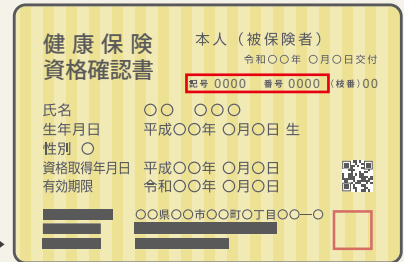 健康保険
資格確認書
本人（被保険者）
令和〇〇年 〇月〇日交付
記号 0000 番号 0000 (枝番)00
氏名 〇〇 〇〇〇
生年月日 平成〇〇年 〇月〇日 生
性別 〇
資格取得年月日 平成〇〇年 〇月〇日
有効期限 令和〇〇年 〇月〇日
〇〇県〇〇市〇〇町〇丁目〇〇―〇